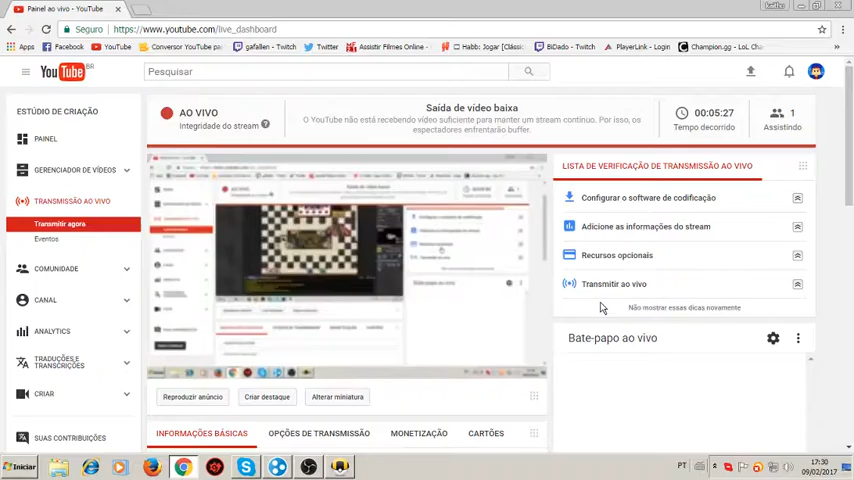 Painel ao vivo - YouTube
Seguro
https://www.youtube.com/live_dashboard
Apps
Facebook
YouTube
Conversor YouTube pa
gafallen - Twitch
Twitter
Assistir Filmes Online -
Habb: Jogar [Clássic
BiDado - Twitch
PlayerLink - Login
Champion.gg - LoL Cha
YouTube BR
Pesquisar
ESTÚDIO DE CRIAÇÃO
PAINEL
GERENCIADOR DE VÍDEOS
TRANSMISSÃO AO VIVO
Transmitir agora
Eventos
COMUNIDADE
CANAL
ANALYTICS
TRADUÇÕES E
TRANSCRIÇÕES
CRIAR
SUAS CONTRIBUIÇÕES
AO VIVO
Integridade do stream
Saída de vídeo baixa
O YouTube não está recebendo vídeo suficiente para manter um stream contínuo. Por isso, os
espectadores enfrentarão buffer.
00:05:27
Tempo decorrido
1
Assistindo
Reproduzir anúncio
Criar destaque
Alterar miniatura
INFORMAÇÕES BÁSICAS
OPÇÕES DE TRANSMISSÃO
MONETIZAÇÃO
CARTÕES
LISTA DE VERIFICAÇÃO DE TRANSMISSÃO AO VIVO
Configurar o software de codificação
Adicione as informações do stream
Recursos opcionais
Transmitir ao vivo
Não mostrar essas dicas novamente
Bate-papo ao vivo
Iniciar
PT
17:30
09/02/2017